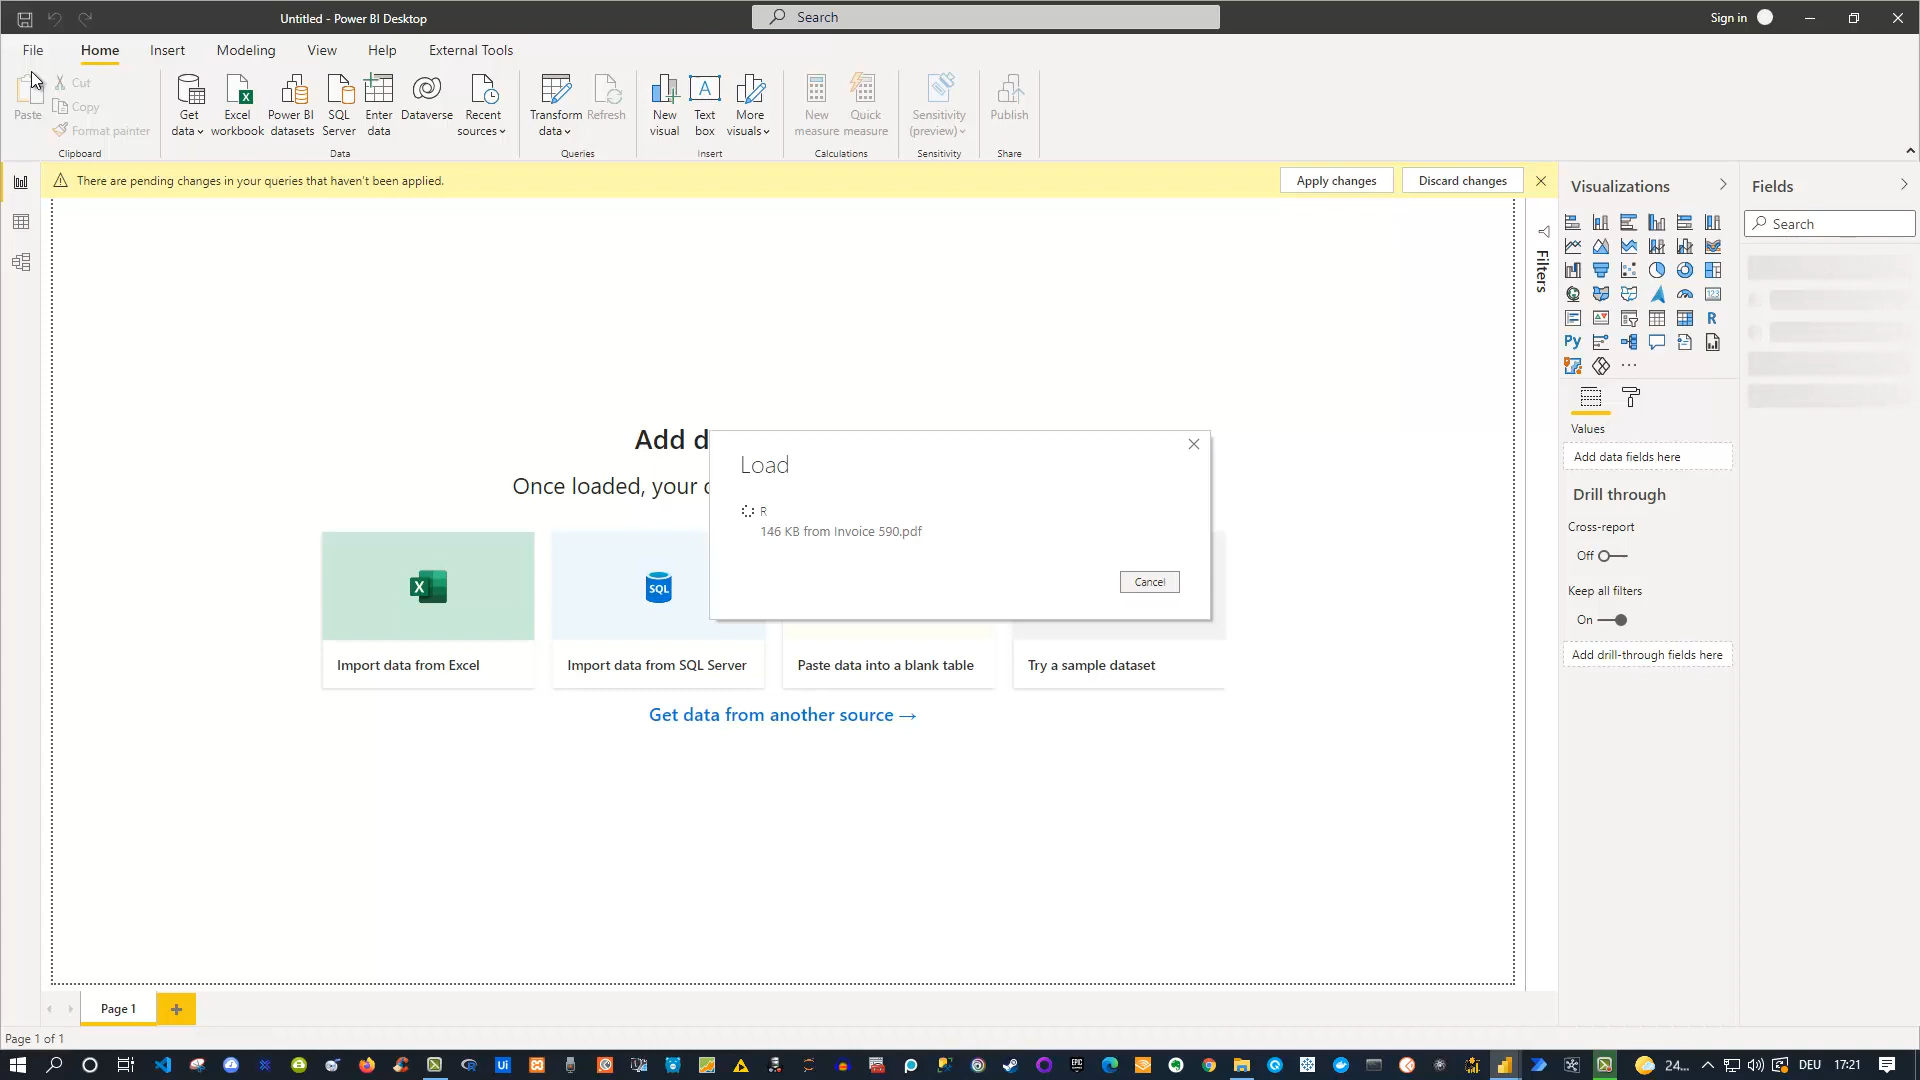 Untitled - Power BI Desktop
Search
Sign in
File
Home
Insert
Modeling
View
Help
External Tools
Paste
Cut
Copy
Format painter
Clipboard
Get data
Excel workbook
Power BI datasets
SQL Server
Enter data
Dataverse
Recent sources
Data
Transform data
Refresh
Queries
New visual
A
Text box
More visuals
Insert
New measure
Quick measure
Calculations
Sensitivity (preview)
Sensitivity
Publish
Share
There are pending changes in your queries that haven't been applied.
Apply changes
Discard changes
Filters
Visualizations
123
R
Py
Values
Add data fields here
Drill through
Cross-report
Off
Keep all filters
On
Add drill-through fields here
Fields
Search
Add d
Once loaded, your
Load
R
146 KB from Invoice 590.pdf
Cancel
X
SQL
Import data from Excel
Import data from SQL Server
Paste data into a blank table
Try a sample dataset
Get data from another source →
Page 1
Page 1 of 1
24...
DEU
17:21